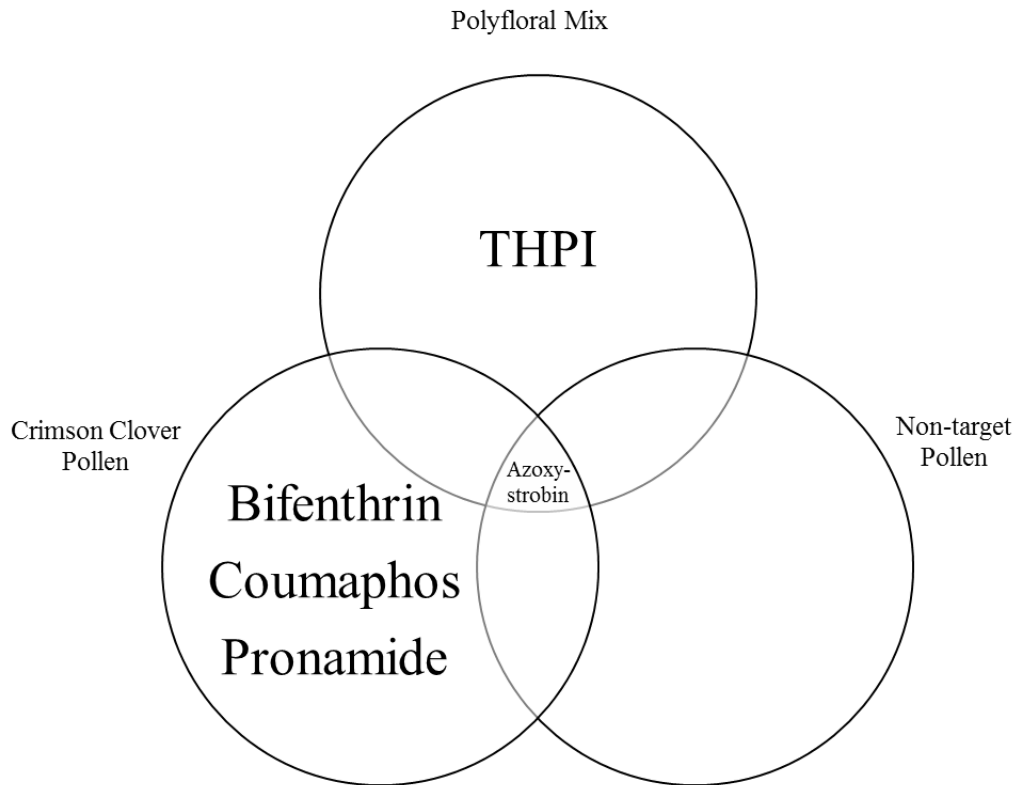 Polyfloral Mix
THPI
Crimson Clover
Pollen
Non-target
Pollen
Azoxy-
strobin
Bifenthrin
Coumaphos
Pronamide